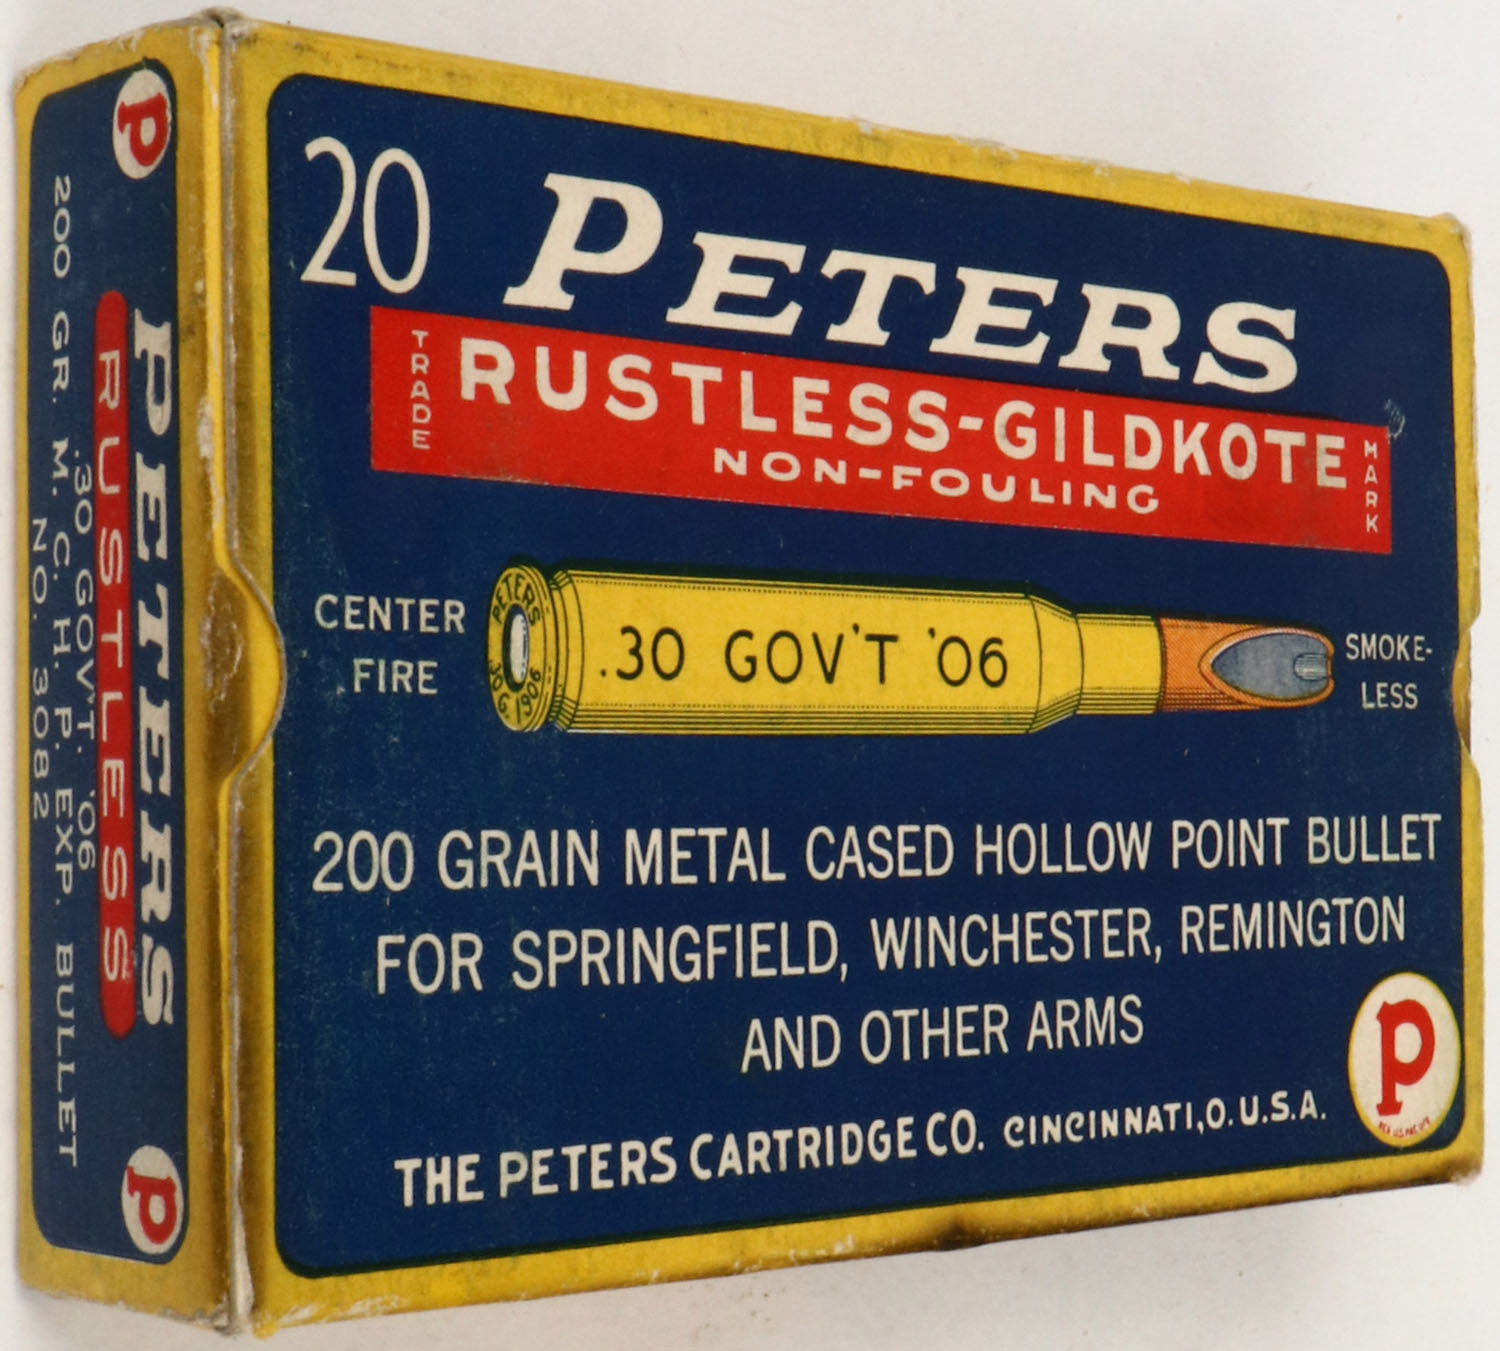 20 PETERS
TRADE
RUSTLESS-GILDKOTE
MARK
NON-FOULING
CENTER
FIRE
PETERS
.30 G. 1906
.30 GOV'T '06
SMOKE-
LESS
200 GRAIN METAL CASED HOLLOW POINT BULLET
FOR SPRINGFIELD, WINCHESTER, REMINGTON
AND OTHER ARMS
THE PETERS CARTRIDGE CO. CINCINNATI, O. U.S.A.
P
P
PETERS
RUSTLESS
.30 GOV'T. '06
200 GR. M. C. H. P. EXP. BULLET
NO. 3082
P